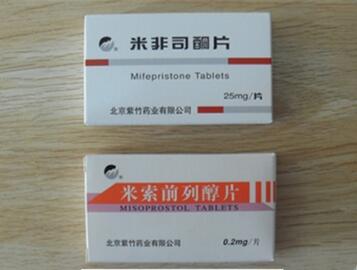 米非司酮片
Mifepristone Tablets
25mg/片
北京紫竹药业有限公司
米索前列醇片
MISOPROSTOL TABLETS
北京紫竹药业有限公司
0.2mg/片